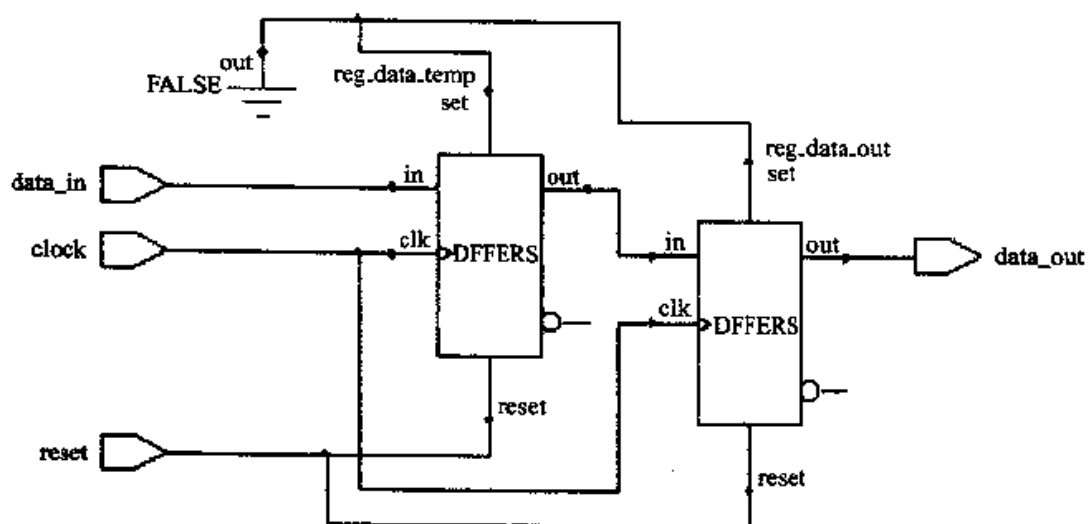 out
FALSE
reg_data_temp
set
reg_data_out
set
data_in
in
out
clock
clk
DFFERS
in
out
data_out
clk
DFFERS
reset
reset
reset